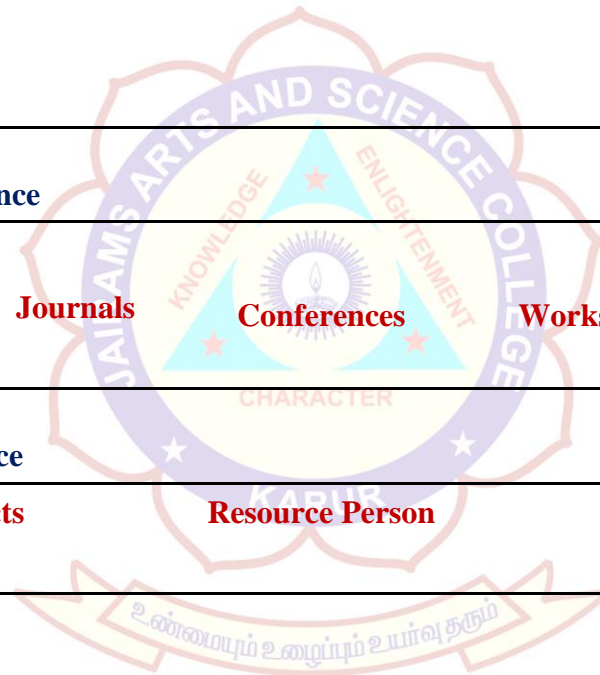 JAIRAMS ARTS AND SCIENCE COLLEGE
KNOWLEDGE
ENLIGHTENMENT
nce
Journals Conferences Works
CHARACTER
ce
KARUR
cts Resource Person
உண்மையும் உழைப்பும் உயர்வு தரும்